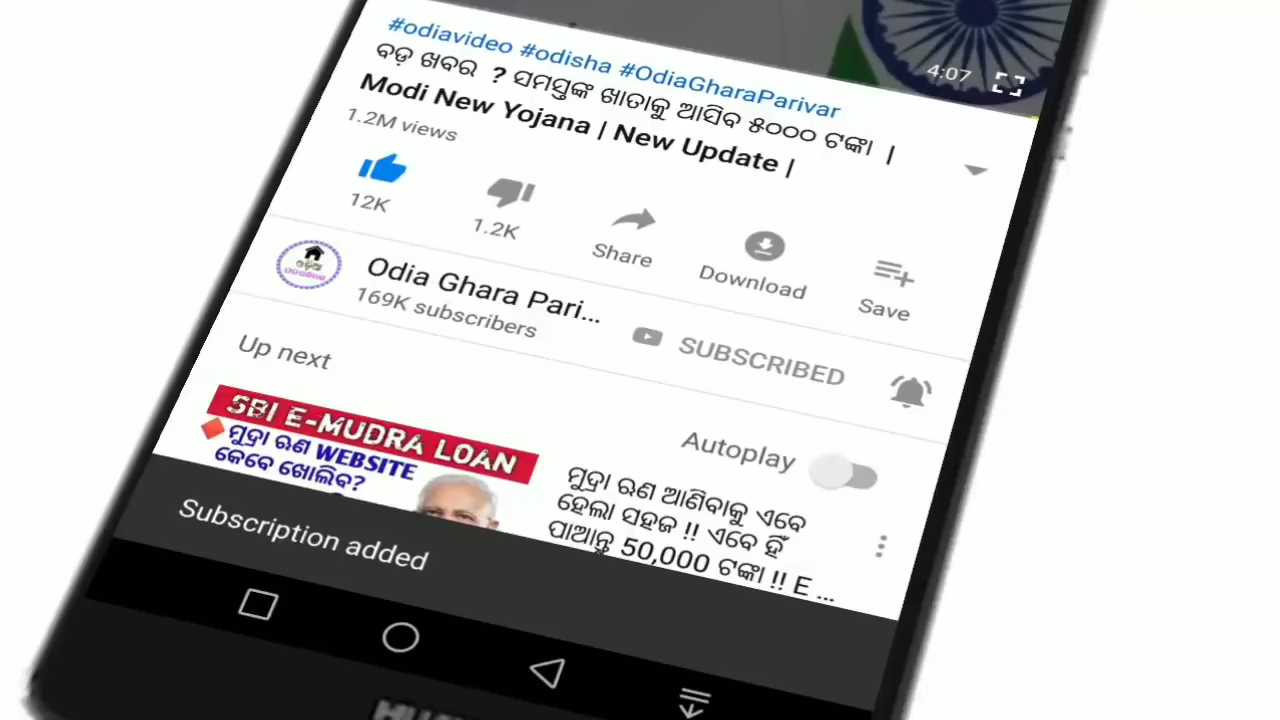 4:07
#odiavideo #odisha #OdiaGharaParivar
ବଡ଼ ଖବର ? ସମସ୍ତଙ୍କ ଖାତାକୁ ଆସିବ ୫୦୦୦ ଟଙ୍କା |
Modi New Yojana | New Update |
1.2M views
12K
1.2K
Share
Download
Save
Odia Ghara Pari...
169K subscribers
SUBSCRIBED
Up next
Autoplay
SBI E-MUDRA LOAN
ମୁଦ୍ରା ଋଣ WEBSITE
କେବେ ଖୋଲିବ?
ମୁଦ୍ରା ଋଣ ଆଣିବାକୁ ଏବେ
ହେଲା ସହଜ !! ଏବେ ହିଁ
ପାଆନ୍ତୁ 50,000 ଟଙ୍କା !! E ...
Subscription added